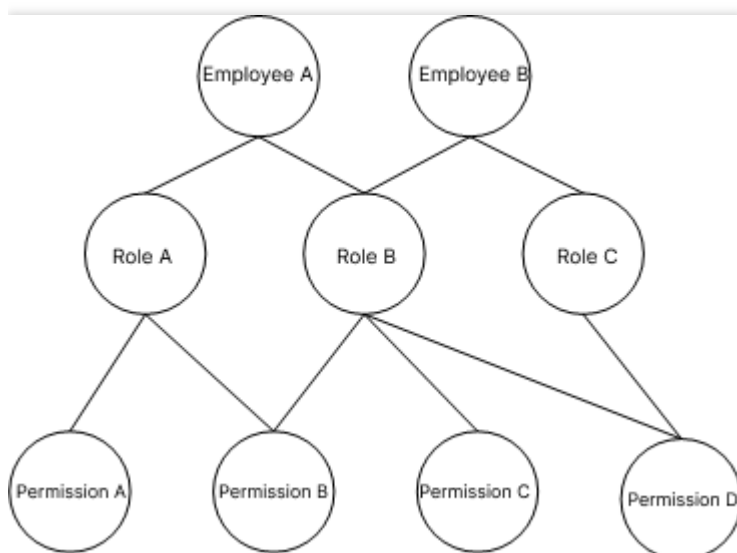 Employee A
Employee B
Role A
Role B
Role C
Permission A
Permission B
Permission C
Permission D